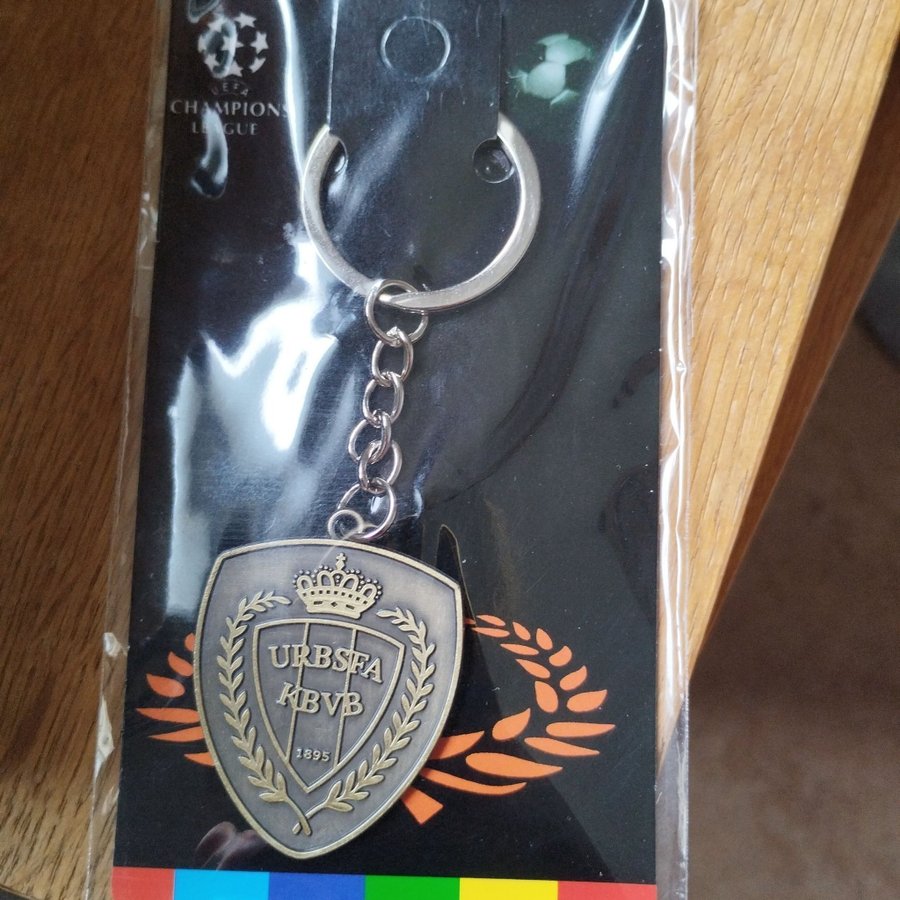 UEFA
CHAMPIONS
LEAGUE
URBSFA
KBVB
1895